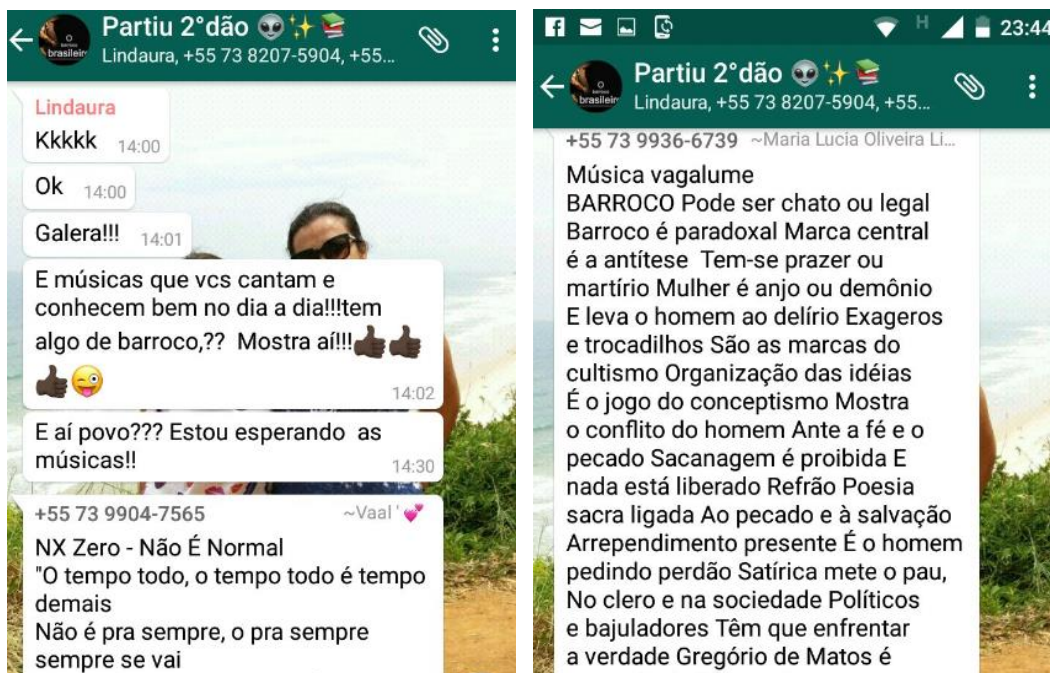 Partiu 2°dão 👽✨📚
Lindaura, +55 73 8207-5904, +55...
brasileir
Lindaura
Kkkkk 14:00
Ok 14:00
Galera!!! 14:01
E músicas que vcs cantam e
conhecem bem no dia a dia!!!tem
algo de barroco,?? Mostra aí!!!👍🏿👍🏿
👍🏿😜
14:02
E aí povo??? Estou esperando as
músicas!!
14:30
+55 73 9904-7565 ~Vaal ' 💞
NX Zero - Não É Normal
"O tempo todo, o tempo todo é tempo
demais
Não é pra sempre, o pra sempre
sempre se vai
H 23:44
Partiu 2°dão 👽✨📚
Lindaura, +55 73 8207-5904, +55...
brasileir
+55 73 9936-6739 ~Maria Lucia Oliveira Li...
Música vagalume
BARROCO Pode ser chato ou legal
Barroco é paradoxal Marca central
é a antítese Tem-se prazer ou
martírio Mulher é anjo ou demônio
E leva o homem ao delírio Exageros
e trocadilhos São as marcas do
cultismo Organização das idéias
É o jogo do conceptismo Mostra
o conflito do homem Ante a fé e o
pecado Sacanagem é proibida E
nada está liberado Refrão Poesia
sacra ligada Ao pecado e à salvação
Arrependimento presente É o homem
pedindo perdão Satírica mete o pau,
No clero e na sociedade Políticos
e bajuladores Têm que enfrentar
a verdade Gregório de Matos é